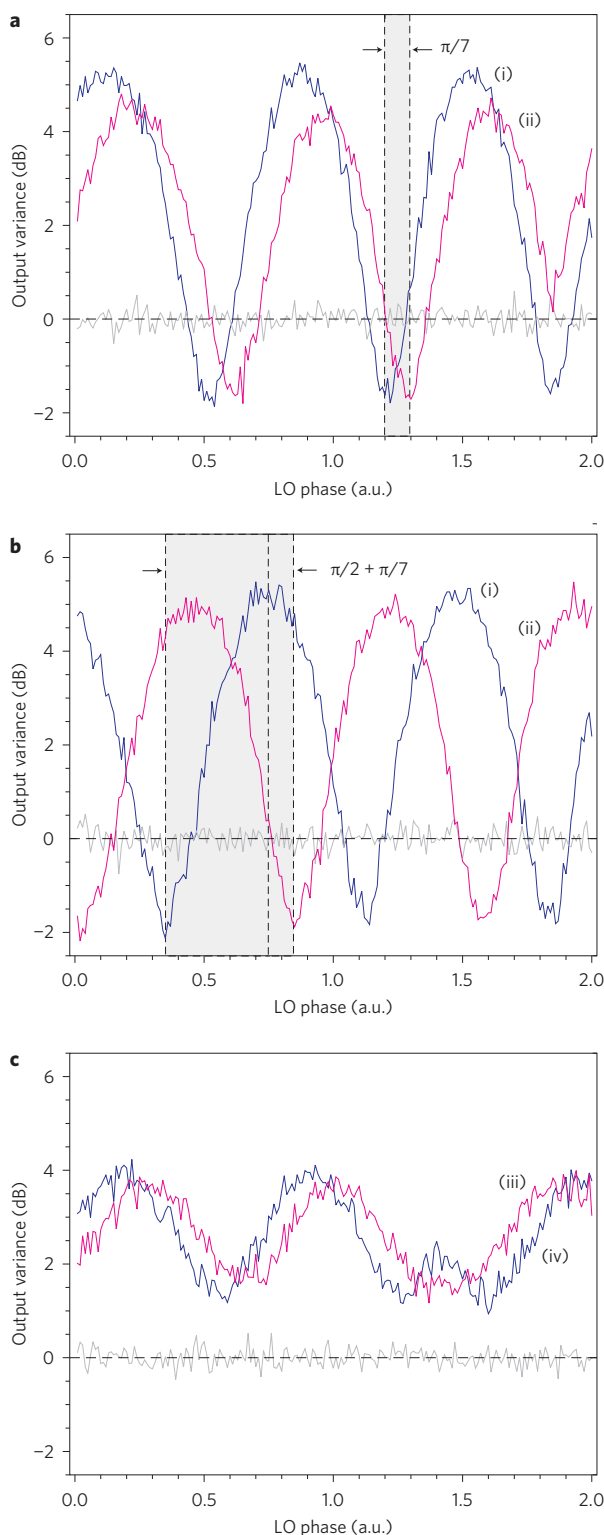 a
π/7
(i)
(ii)
6
4
2
0
−2
Output variance (dB)
0.0 0.5 1.0 1.5 2.0
LO phase (a.u.)
b
π/2 + π/7
(i)
(ii)
6
4
2
0
−2
Output variance (dB)
0.0 0.5 1.0 1.5 2.0
LO phase (a.u.)
c
(iii)
(iv)
6
4
2
0
−2
Output variance (dB)
0.0 0.5 1.0 1.5 2.0
LO phase (a.u.)